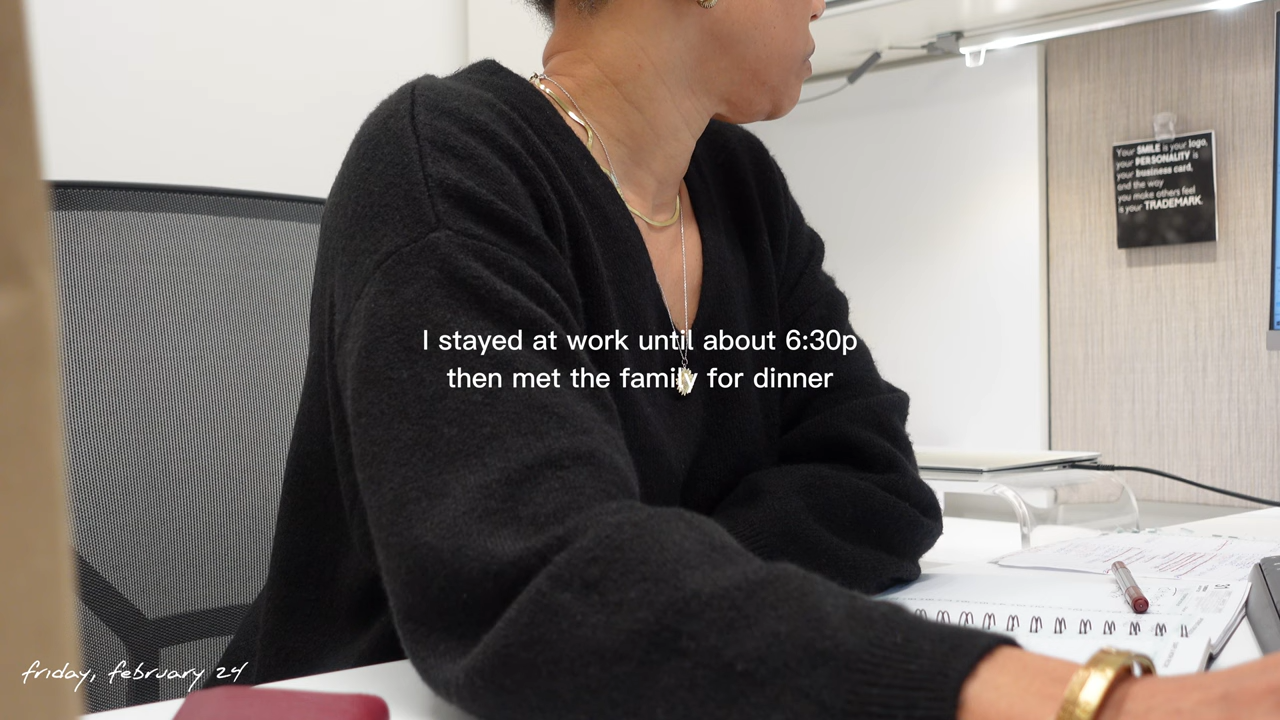 Your SMILE is your logo,
your PERSONALITY is
your business card,
and the way
you make others feel
is your TRADEMARK.
I stayed at work until about 6:30p
then met the family for dinner
friday, february 24